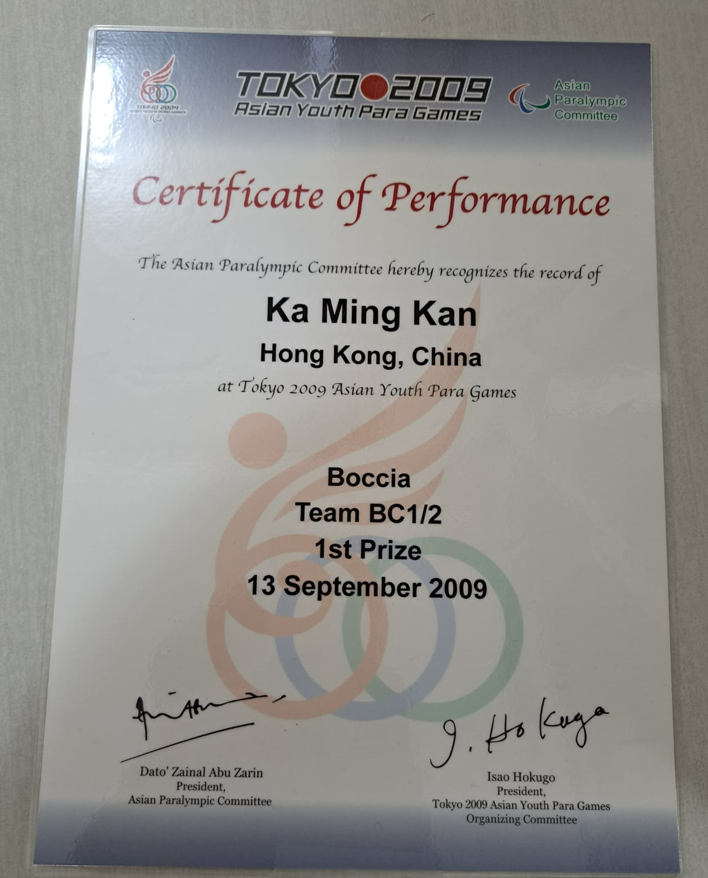 TOKYO 2009
Asian Youth Para Games
Asian
Paralympic
Committee
TOKYO 2009
Certificate of Performance
The Asian Paralympic Committee hereby recognizes the record of
Ka Ming Kan
Hong Kong, China
at Tokyo 2009 Asian Youth Para Games
Boccia
Team BC1/2
1st Prize
13 September 2009
I. Hokugo
Dato' Zainal Abu Zarin
President,
Asian Paralympic Committee
Isao Hokugo
President,
Tokyo 2009 Asian Youth Para Games
Organizing Committee